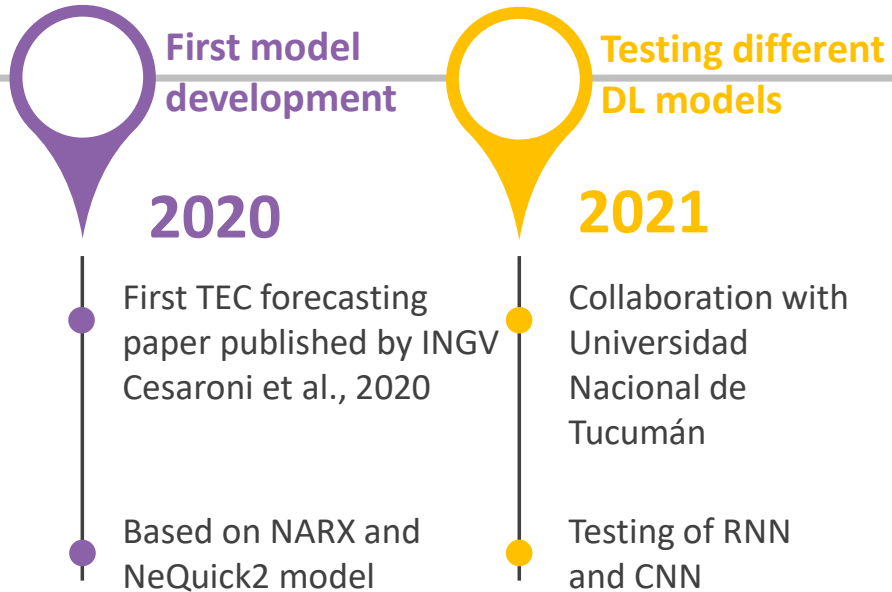 First model
development
2020
First TEC forecasting
paper published by INGV
Cesaroni et al., 2020
Based on NARX and
NeQuick2 model
Testing different
DL models
2021
Collaboration with
Universidad
Nacional de
Tucumán
Testing of RNN
and CNN